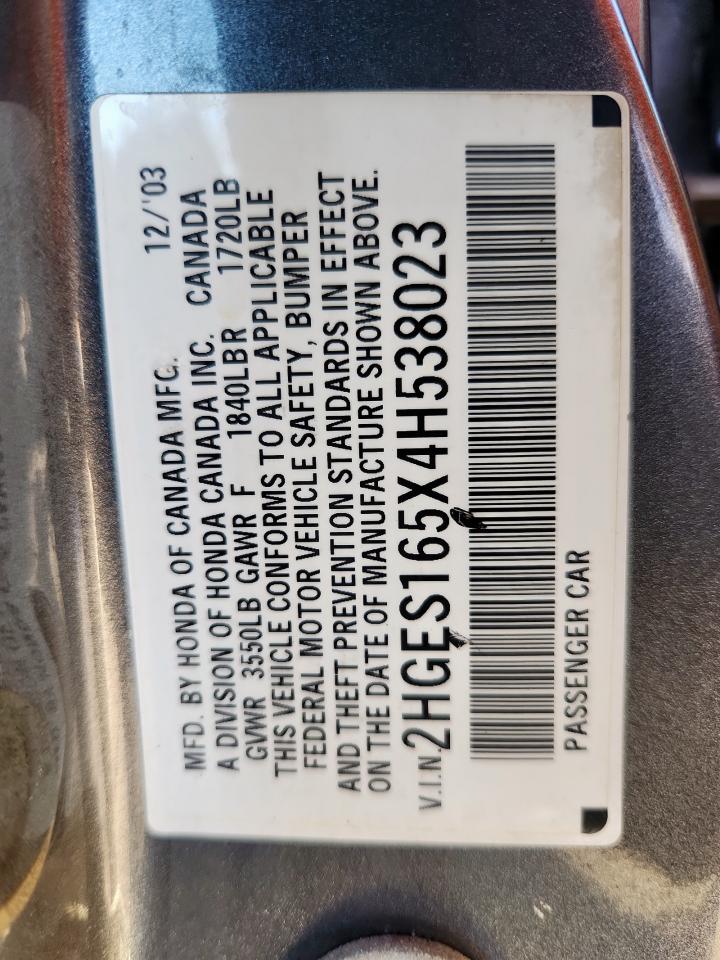 MFD. BY HONDA OF CANADA MFG. 12/'03
A DIVISION OF HONDA CANADA INC. CANADA
GVWR 3550LB GAWR F 1840LBR 1720LB
THIS VEHICLE CONFORMS TO ALL APPLICABLE
FEDERAL MOTOR VEHICLE SAFETY, BUMPER
AND THEFT PREVENTION STANDARDS IN EFFECT
ON THE DATE OF MANUFACTURE SHOWN ABOVE.
V.I.N 2HGES165X4H538023
PASSENGER CAR